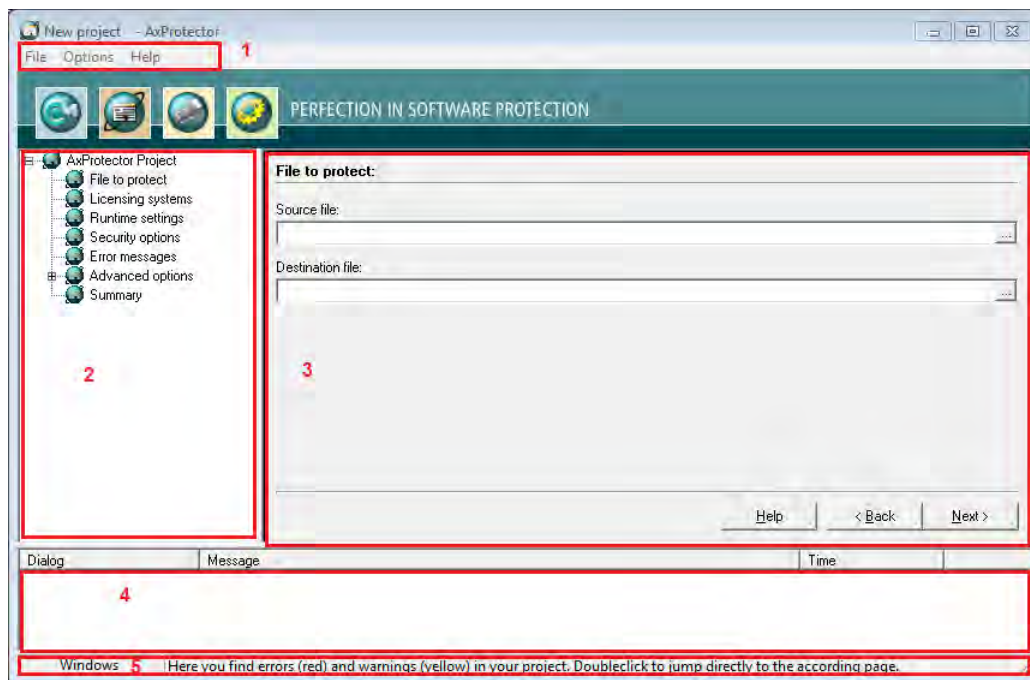 New project - AxProtector
1
File Options Help
PERFECTION IN SOFTWARE PROTECTION
AxProtector Project
File to protect
Licensing systems
Runtime settings
Security options
Error messages
Advanced options
Summary
2
File to protect:
Source file:
...
Destination file:
...
3
Help
< Back
Next >
Dialog Message Time
4
Windows 5 Here you find errors (red) and warnings (yellow) in your project. Doubleclick to jump directly to the according page.